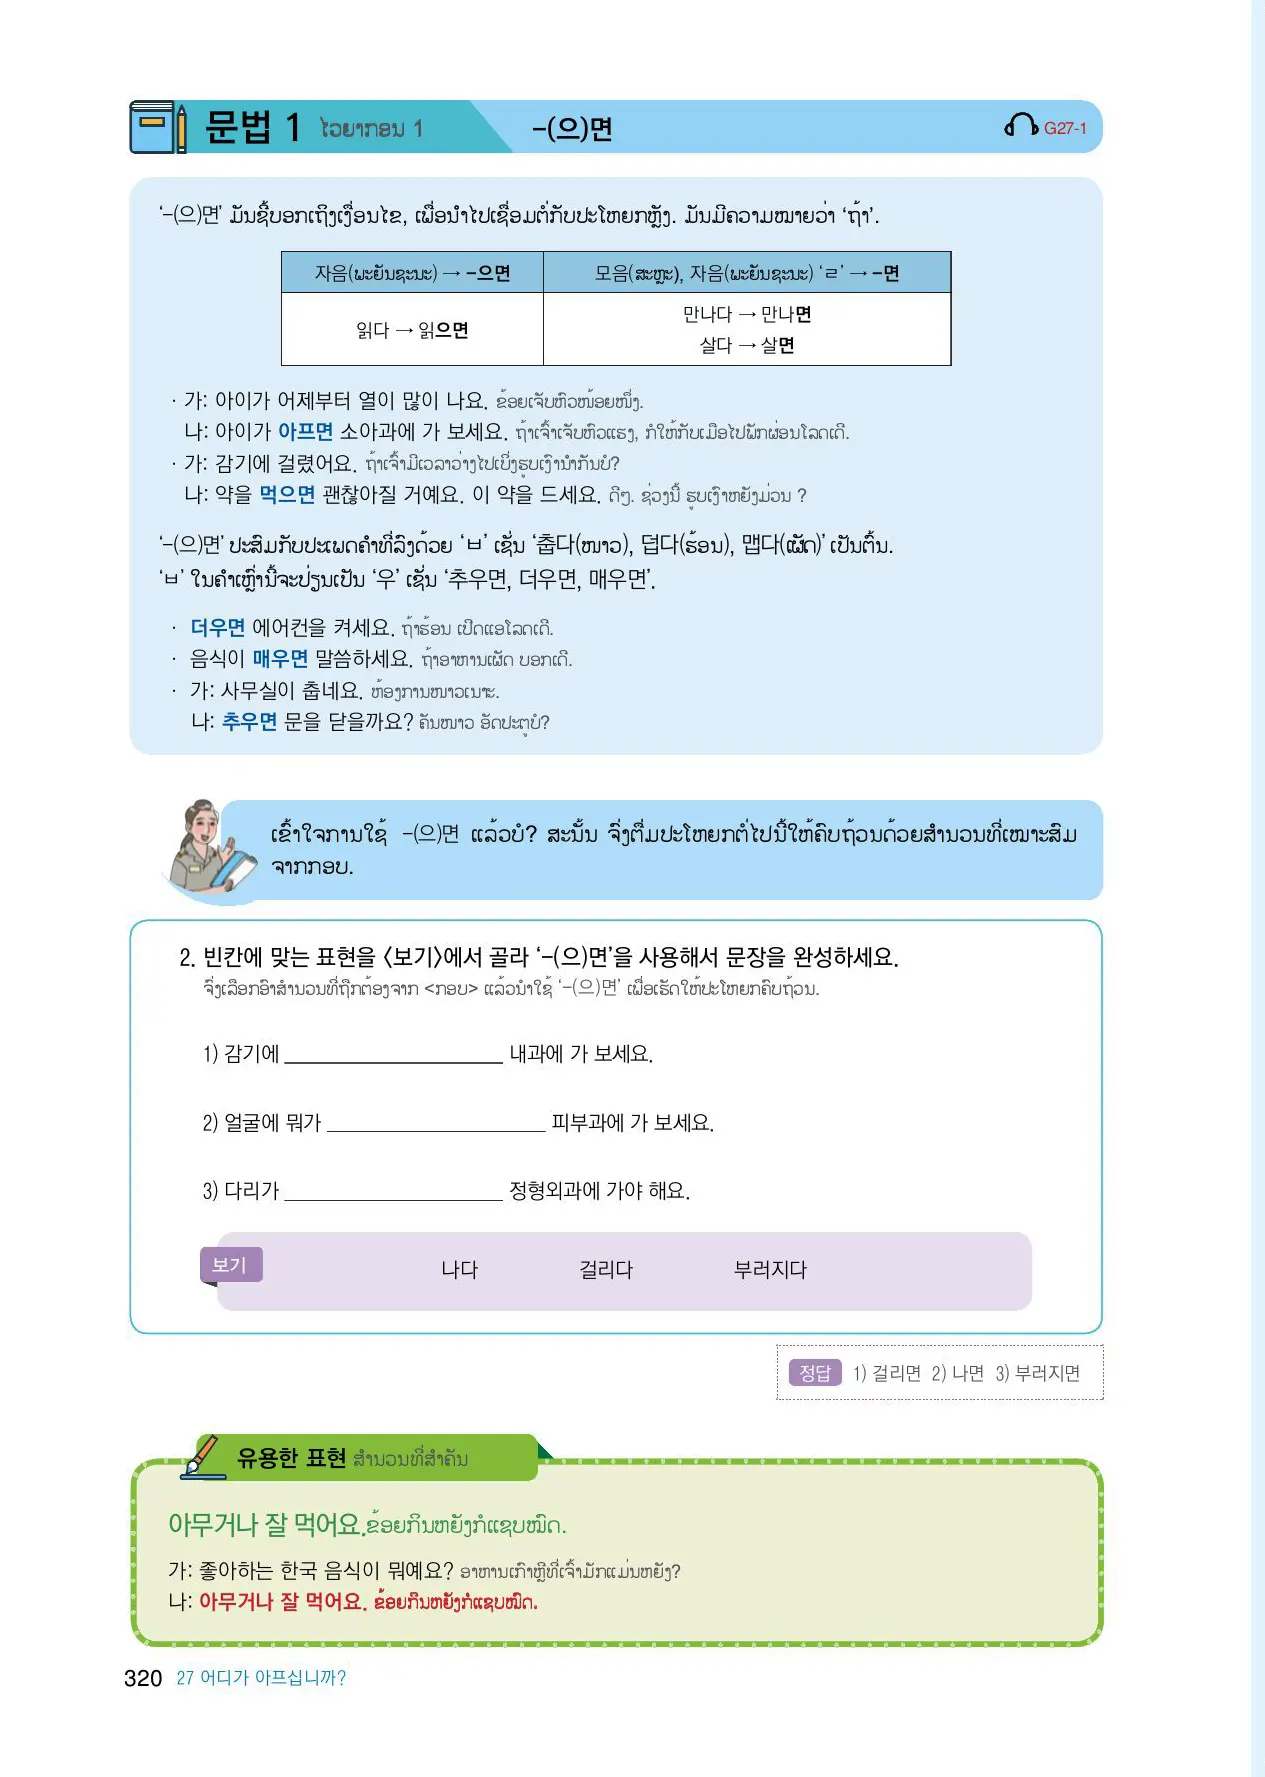 문법 1 ໄວຍາກອນ 1 -(으)면 G27-1
‘-(으)면’ ມັນຊີ້ບອກເຖິງເງື່ອນໄຂ, ເພື່ອນຳໄປເຊື່ອມຕໍ່ກັບປະໂຫຍກຫຼັງ. ມັນມີຄວາມໝາຍວ່າ ‘ຖ້າ’.
자음(ພະຍັນຊະນະ) → -으면 모음(ສະຫຼະ), 자음(ພະຍັນຊະນະ) ‘ㄹ’ → -면
읽다 → 읽으면
만나다 → 만나면
살다 → 살면
· 가: 아이가 어제부터 열이 많이 나요. ຂ້ອຍເຈັບຫົວໜ້ອຍໜຶ່ງ.
나: 아이가 아프면 소아과에 가 보세요. ຖ້າເຈົ້າເຈັບຫົວແຮງ, ກໍໃຫ້ກັບເມືອໄປພັກຜ່ອນໂລດເດີ.
· 가: 감기에 걸렸어요. ຖ້າເຈົ້າມີເວລາວ່າງໄປເບິ່ງຮູບເງົານຳກັນບໍ?
나: 약을 먹으면 괜찮아질 거예요. 이 약을 드세요. ດີໆ. ຊ່ວງນີ້ ຮູບເງົາຫຍັງມ່ວນ ?
‘-(으)면’ ປະສົມກັບປະເພດຄຳທີ່ລົງດ້ວຍ ‘ㅂ’ ເຊັ່ນ ‘춥다(ໜາວ), 덥다(ຮ້ອນ), 맵다(ເຜັດ)’ ເປັນຕົ້ນ.
‘ㅂ’ ໃນຄຳເຫຼົ່ານີ້ຈະປ່ຽນເປັນ ‘우’ ເຊັ່ນ ‘추우면, 더우면, 매우면’.
· 더우면 에어컨을 켜세요. ຖ້າຮ້ອນ ເປີດແອໂລດເດີ.
· 음식이 매우면 말씀하세요. ຖ້າອາຫານເຜັດ ບອກເດີ.
· 가: 사무실이 춥네요. ຫ້ອງການໜາວເນາະ.
나: 추우면 문을 닫을까요? ຄັນໜາວ ອັດປະຕູບໍ?
ເຂົ້າໃຈການໃຊ້ -(으)면 ແລ້ວບໍ? ສະນັ້ນ ຈົ່ງຕື່ມປະໂຫຍກຕໍ່ໄປນີ້ໃຫ້ຄົບຖ້ວນດ້ວຍສຳນວນທີ່ເໝາະສົມ
ຈາກກອບ.
2. 빈칸에 맞는 표현을 〈보기〉에서 골라 ‘-(으)면’을 사용해서 문장을 완성하세요.
ຈົ່ງເລືອກອົາສຳນວນທີ່ຖືກຕ້ອງຈາກ <ກອບ> ແລ້ວນຳໃຊ້ ‘-(으)면’ ເພື່ອເຮັດໃຫ້ປະໂຫຍກຄົບຖ້ວນ.
1) 감기에 ____________________ 내과에 가 보세요.
2) 얼굴에 뭐가 ____________________ 피부과에 가 보세요.
3) 다리가 ____________________ 정형외과에 가야 해요.
보기 나다 걸리다 부러지다
정답 1) 걸리면 2) 나면 3) 부러지면
유용한 표현 ສຳນວນທີ່ສຳຄັນ
아무거나 잘 먹어요.ຂ້ອຍກິນຫຍັງກໍແຊບໝົດ.
가: 좋아하는 한국 음식이 뭐예요? ອາຫານເກົາຫຼີທີ່ເຈົ້າມັກແມ່ນຫຍັງ?
나: 아무거나 잘 먹어요. ຂ້ອຍກິນຫຍັງກໍແຊບໝົດ.
320 27 어디가 아프십니까?